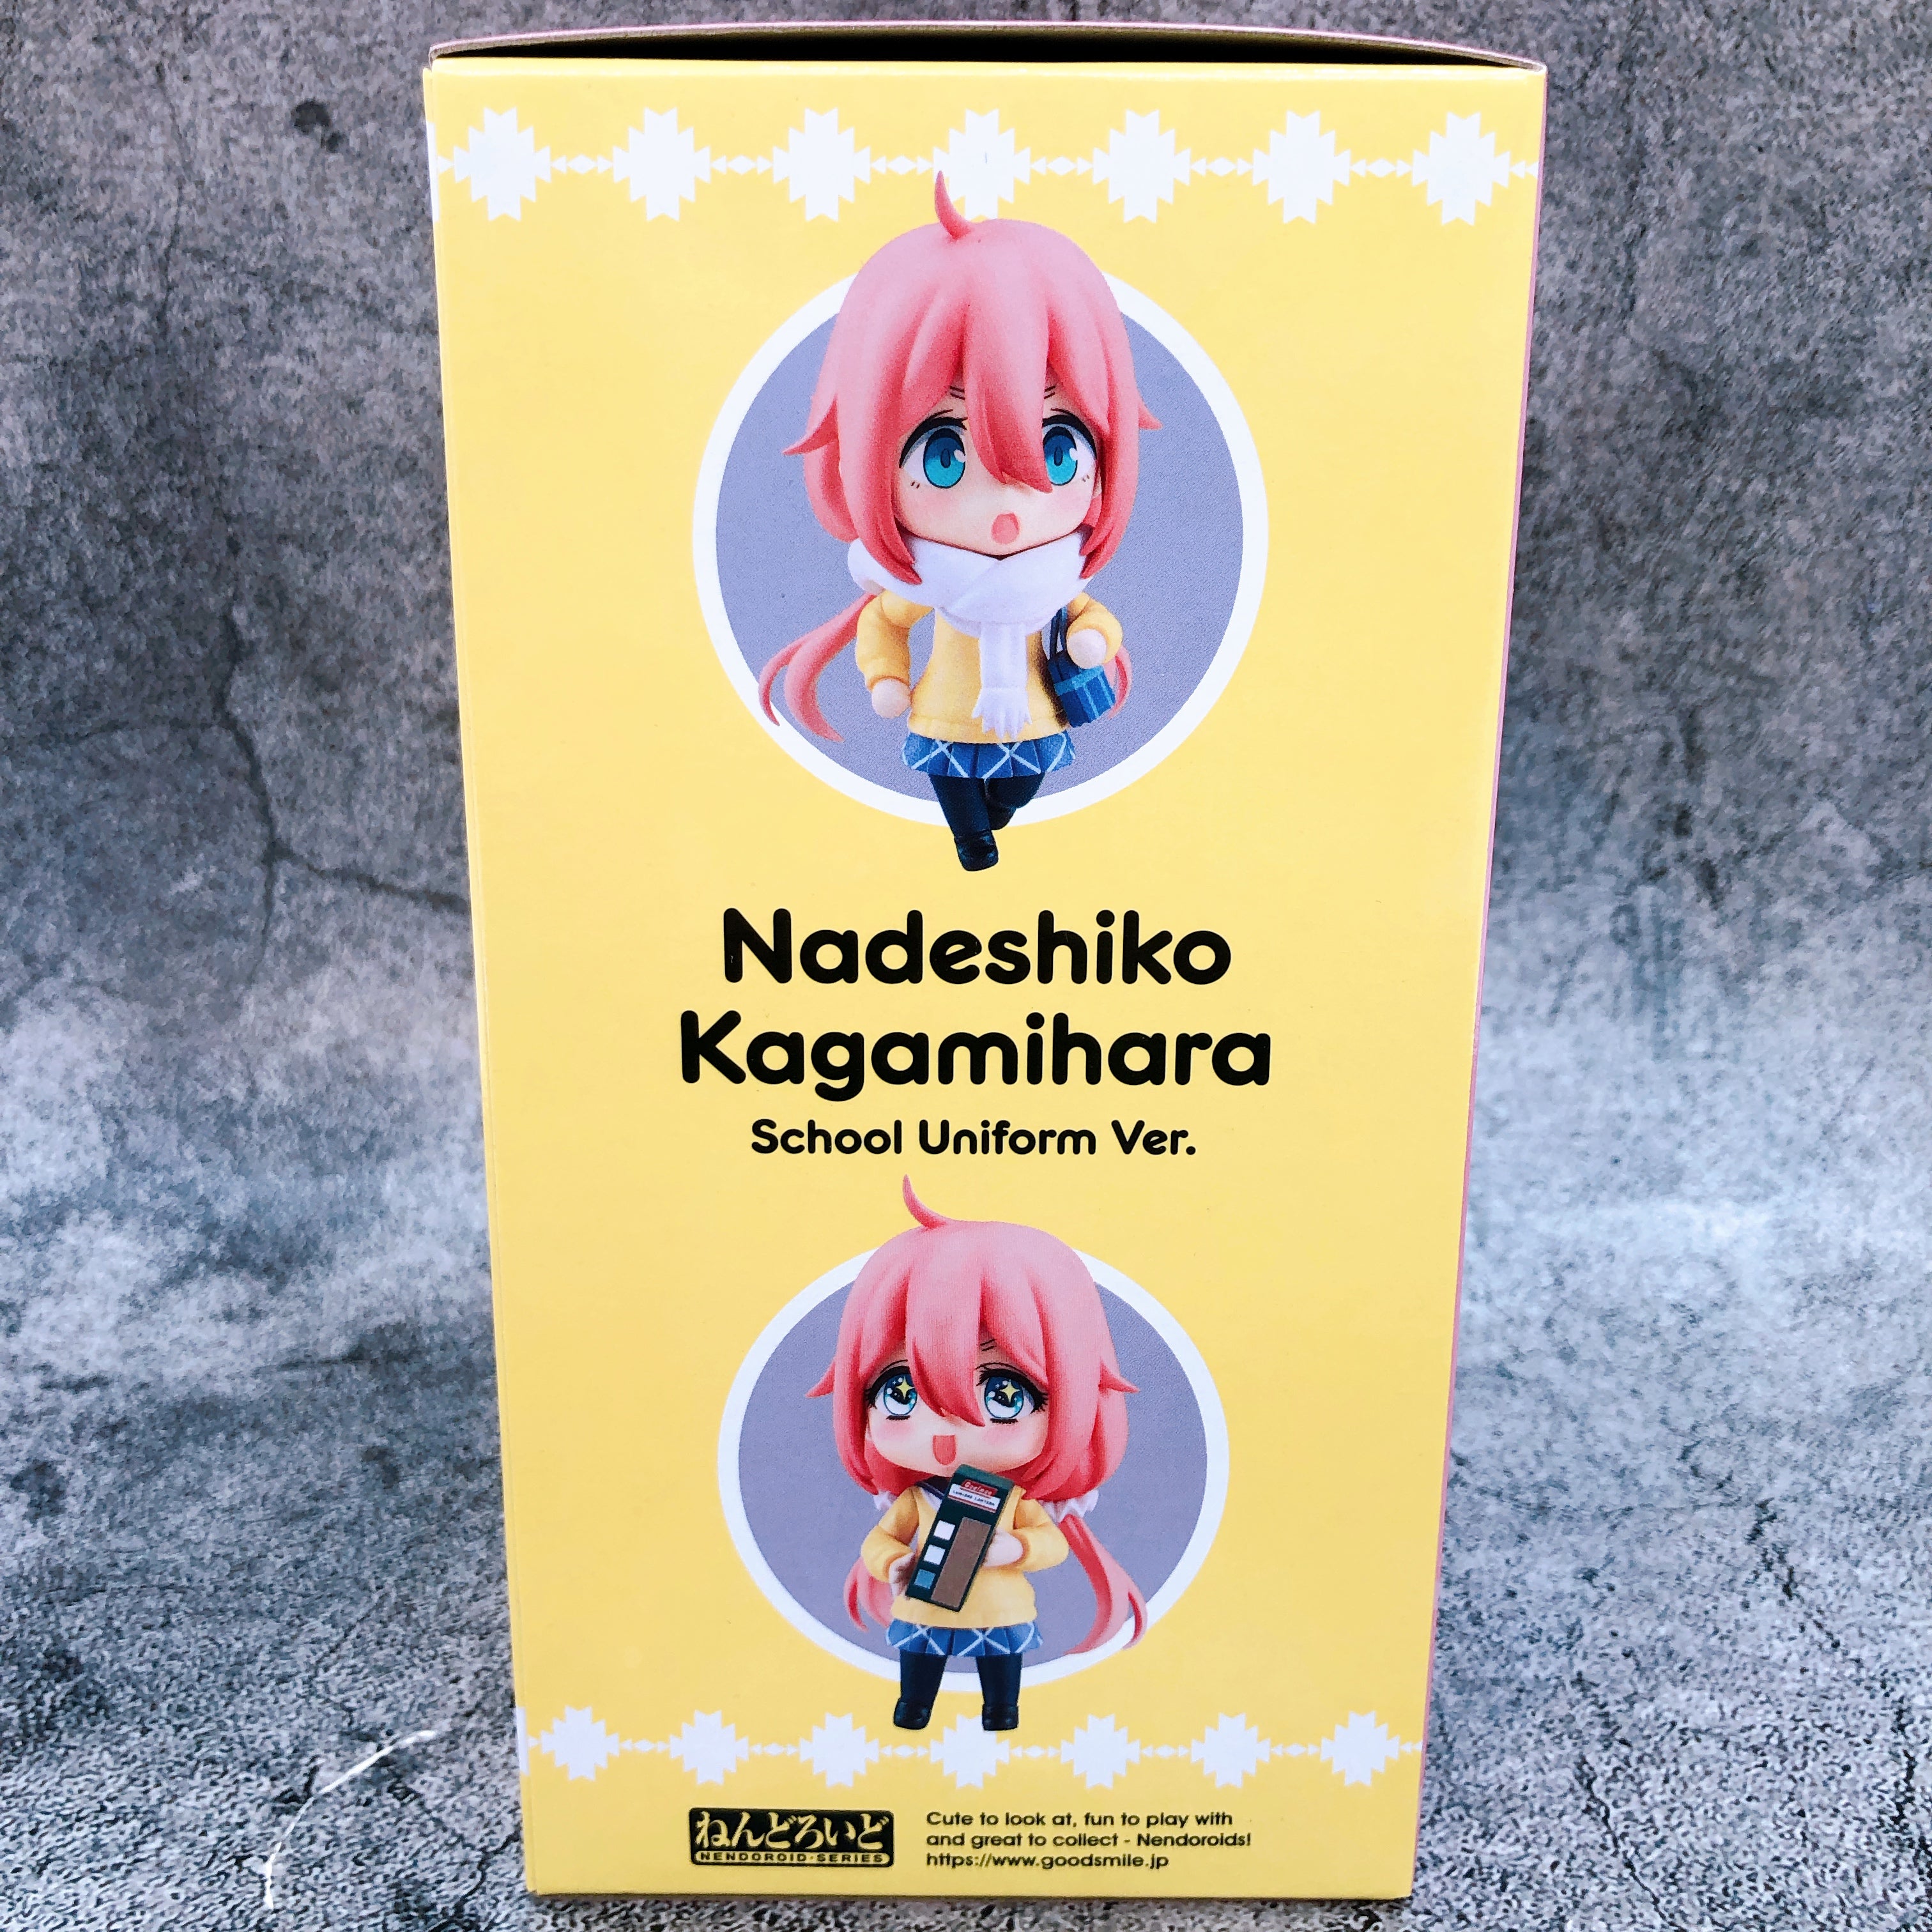 Nadeshiko
Kagamihara
School Uniform Ver.
ねんどろいど
NENDOROID·SERIES
Cute to look at, fun to play with
and great to collect - Nendoroids!
https://www.goodsmile.jp